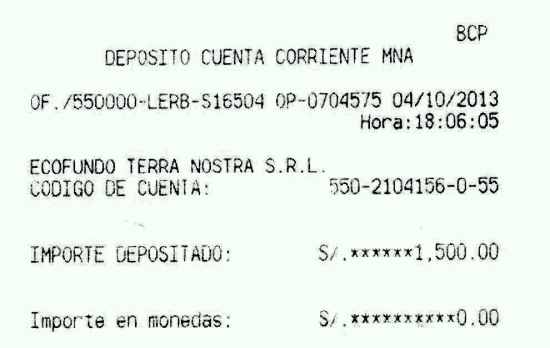 BCP
DEPOSITO CUENTA CORRIENTE MNA
OF./550000-LERB-S16504 OP-0704575 04/10/2013
Hora:18:06:05
ECOFUNDO TERRA NOSTRA S.R.L.
CODIGO DE CUENTA: 550-2104156-0-55
IMPORTE DEPOSITADO: S/.******1,500.00
Importe en monedas: S/.**********0.00